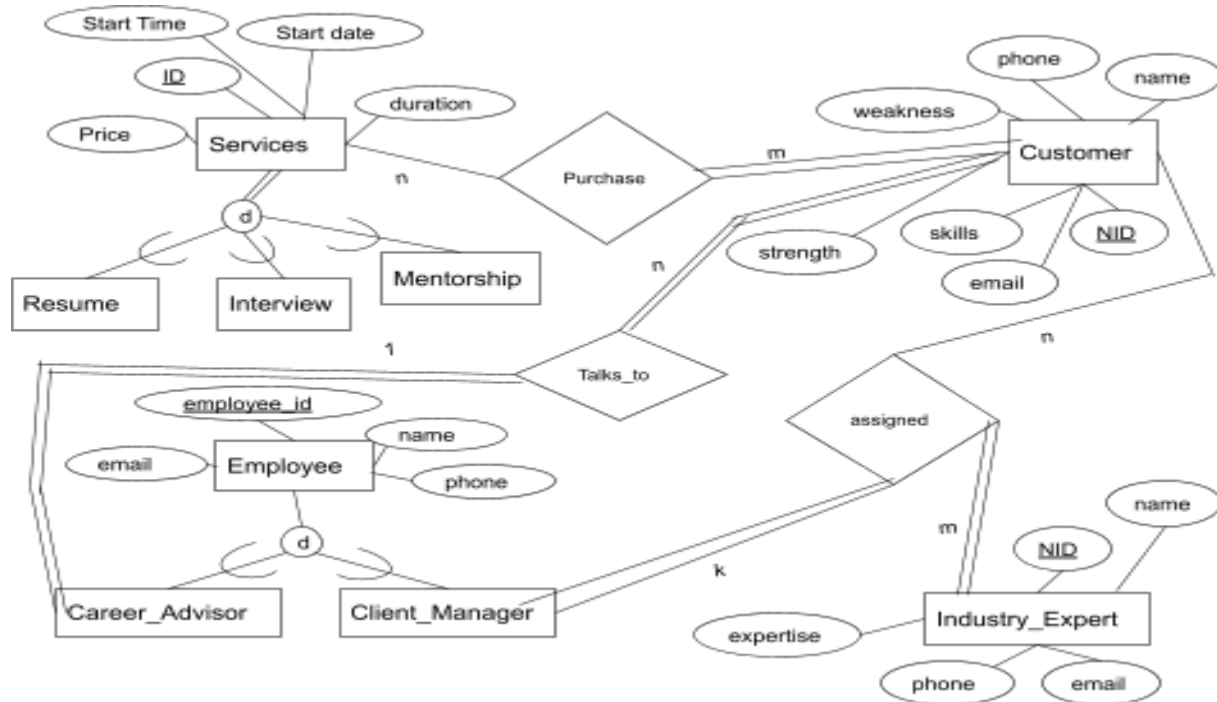 Start Time
Start date
ID
Price
duration
Services
n
Purchase
m
phone
name
weakness
Customer
strength
skills
NID
email
d
Resume
Interview
Mentorship
n
1
Talks_to
n
assigned
employee_id
email
Employee
name
phone
d
Career_Advisor
Client_Manager
k
m
NID
name
expertise
Industry_Expert
phone
email